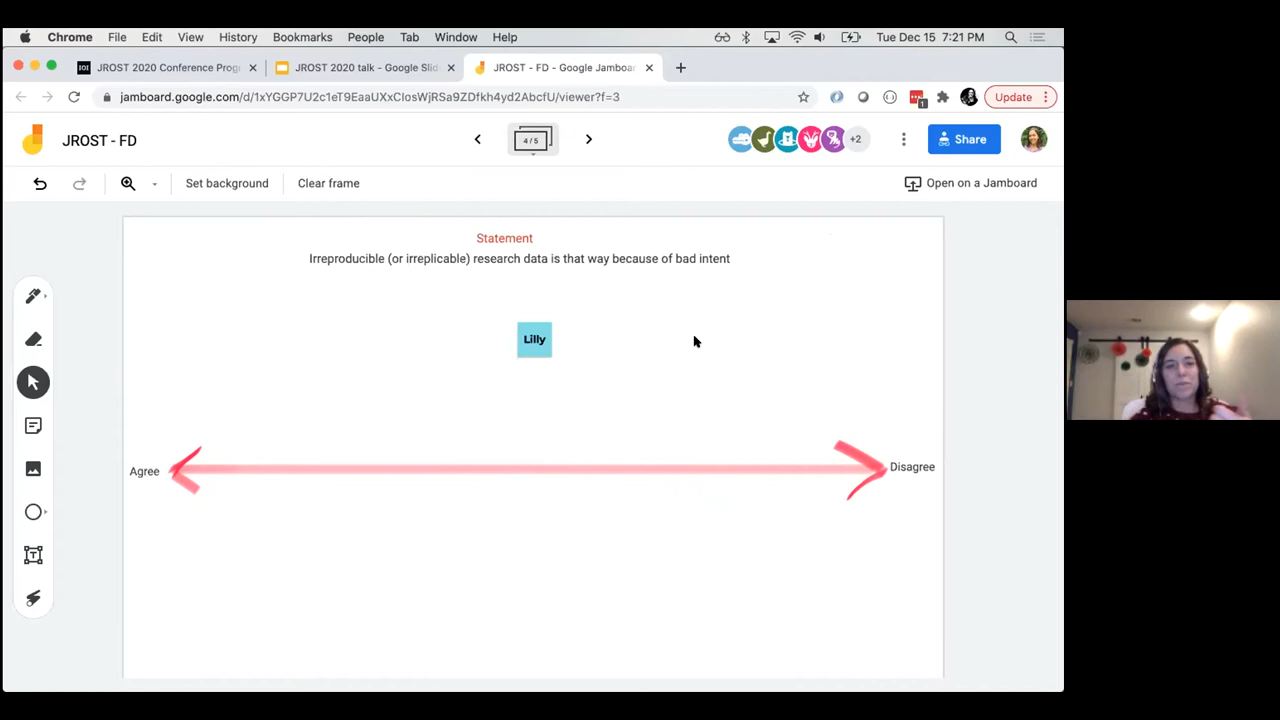 Chrome File Edit View History Bookmarks People Tab Window Help Tue Dec 15 7:21 PM
JROST 2020 Conference Prog JROST 2020 talk - Google Slid JROST - FD - Google Jamboar
jamboard.google.com/d/1xYGGP7U2c1eT9EaaUXxCIosWjRSa9ZDfkh4yd2AbcfU/viewer?f=3 1 Update
JROST - FD 4/5 +2 Share
Set background Clear frame Open on a Jamboard
Statement
Irreproducible (or irreplicable) research data is that way because of bad intent
Lilly
Agree Disagree